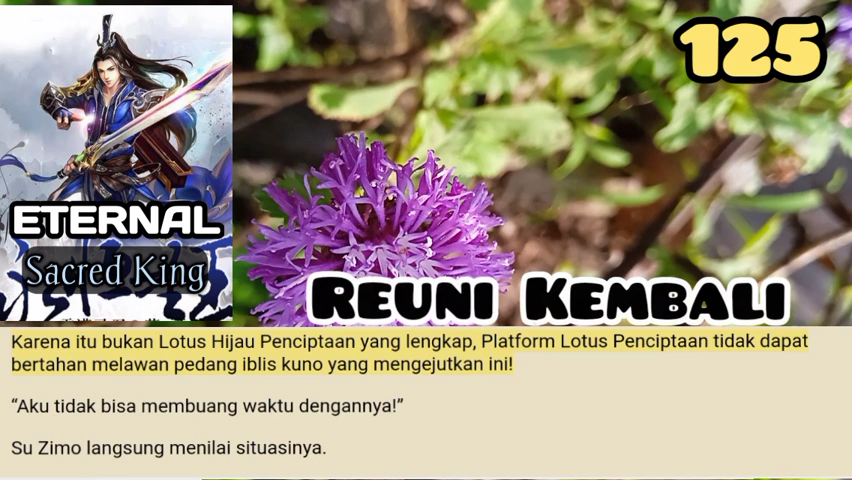 125
ETERNAL
Sacred King
REUNI KEMBALI
Karena itu bukan Lotus Hijau Penciptaan yang lengkap, Platform Lotus Penciptaan tidak dapat
bertahan melawan pedang iblis kuno yang mengejutkan ini!
“Aku tidak bisa membuang waktu dengannya!”
Su Zimo langsung menilai situasinya.